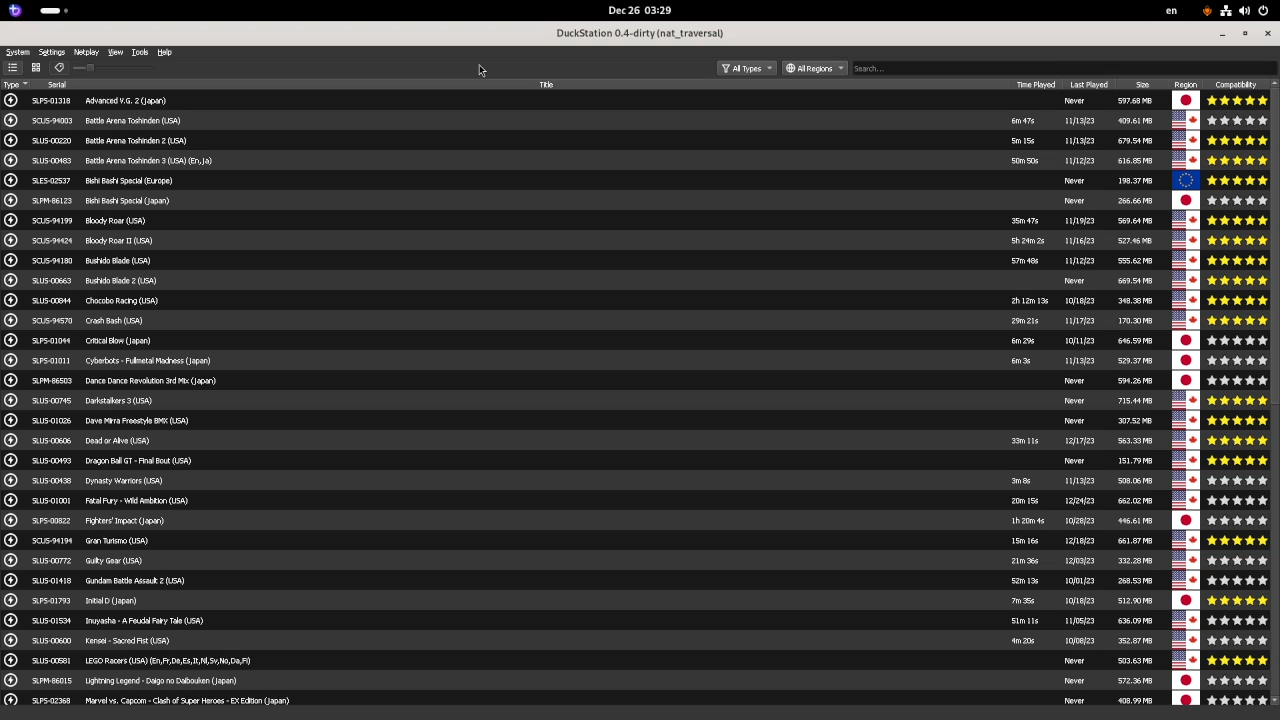 Dec 26 03:29
en
DuckStation 0.4-dirty (nat_traversal)
System Settings Netplay View Tools Help
All Types All Regions Search...
Type Serial Title Time Played Last Played Size Region Compatibility
SLPS-01318 Advanced V.G. 2 (Japan) Never 597.68 MB
SCUS-94003 Battle Arena Toshinden (USA) 6m 47s 11/13/23 409.61 MB
SLUS-00220 Battle Arena Toshinden 2 (USA) 5m 15s 11/13/23 679.54 MB
SLUS-00483 Battle Arena Toshinden 3 (USA) (En,Ja) 50m 50s 11/12/23 616.85 MB
SLES-02537 Bishi Bashi Special (Europe) Never 198.37 MB
SLPM-86123 Bishi Bashi Special (Japan) Never 266.66 MB
SCUS-94199 Bloody Roar (USA) 35m 47s 11/19/23 569.64 MB
SCUS-94424 Bloody Roar II (USA) 5h 24m 2s 11/16/23 527.46 MB
SCUS-94180 Bushido Blade (USA) 57m 48s 11/12/23 555.62 MB
SLUS-00663 Bushido Blade 2 (USA) Never 669.54 MB
SLUS-00844 Chocobo Racing (USA) 2h 12m 13s 10/18/23 348.38 MB
SCUS-94570 Crash Bash (USA) 29m 21s 11/17/23 170.30 MB
Critical Blow (Japan) 6m 29s 10/11/23 646.59 MB
SLPS-01011 Cyberbots - Fullmetal Madness (Japan) 6m 3s 11/13/23 529.37 MB
SLPM-86503 Dance Dance Revolution 3rd Mix (Japan) Never 594.26 MB
SLUS-00745 Darkstalkers 3 (USA) Never 715.44 MB
SLUS-01026 Dave Mirra Freestyle BMX (USA) Never 307.52 MB
SLUS-00606 Dead or Alive (USA) 33m 1s 12/17/23 563.33 MB
SLUS-00493 Dragon Ball GT - Final Bout (USA) Never 151.79 MB
Dynasty Warriors (USA) 3m 8s 11/13/23 508.06 MB
SLUS-01001 Fatal Fury - Wild Ambition (USA) 20m 15s 12/24/23 662.02 MB
SLPS-00822 Fighters' Impact (Japan) 1h 20m 4s 10/28/23 446.61 MB
SCUS-94194 Gran Turismo (USA) 15m 16s 12/18/23 661.87 MB
SLUS-00772 Guilty Gear (USA) 21m 36s 12/03/23 332.28 MB
SLUS-01418 Gundam Battle Assault 2 (USA) 52m 9s 10/01/23 266.53 MB
SLPS-01793 Initial D (Japan) 7m 35s 10/18/23 512.90 MB
Inuyasha - A Feudal Fairy Tale (USA) 51m 11s 11/05/23 636.09 MB
SLUS-00600 Kensei - Sacred Fist (USA) 4m 20s 10/08/23 352.87 MB
LEGO Racers (USA) (En,Fr,De,Es,It,Nl,Sv,No,Da,Fi) Never 503.63 MB
SLPS-86015 Lightning Legend - Daigo no Daibouken (Japan) Never 572.36 MB
SLPS-02368 Marvel vs. Capcom - Clash of Super Heroes - EX Edition (Japan) Never 408.99 MB